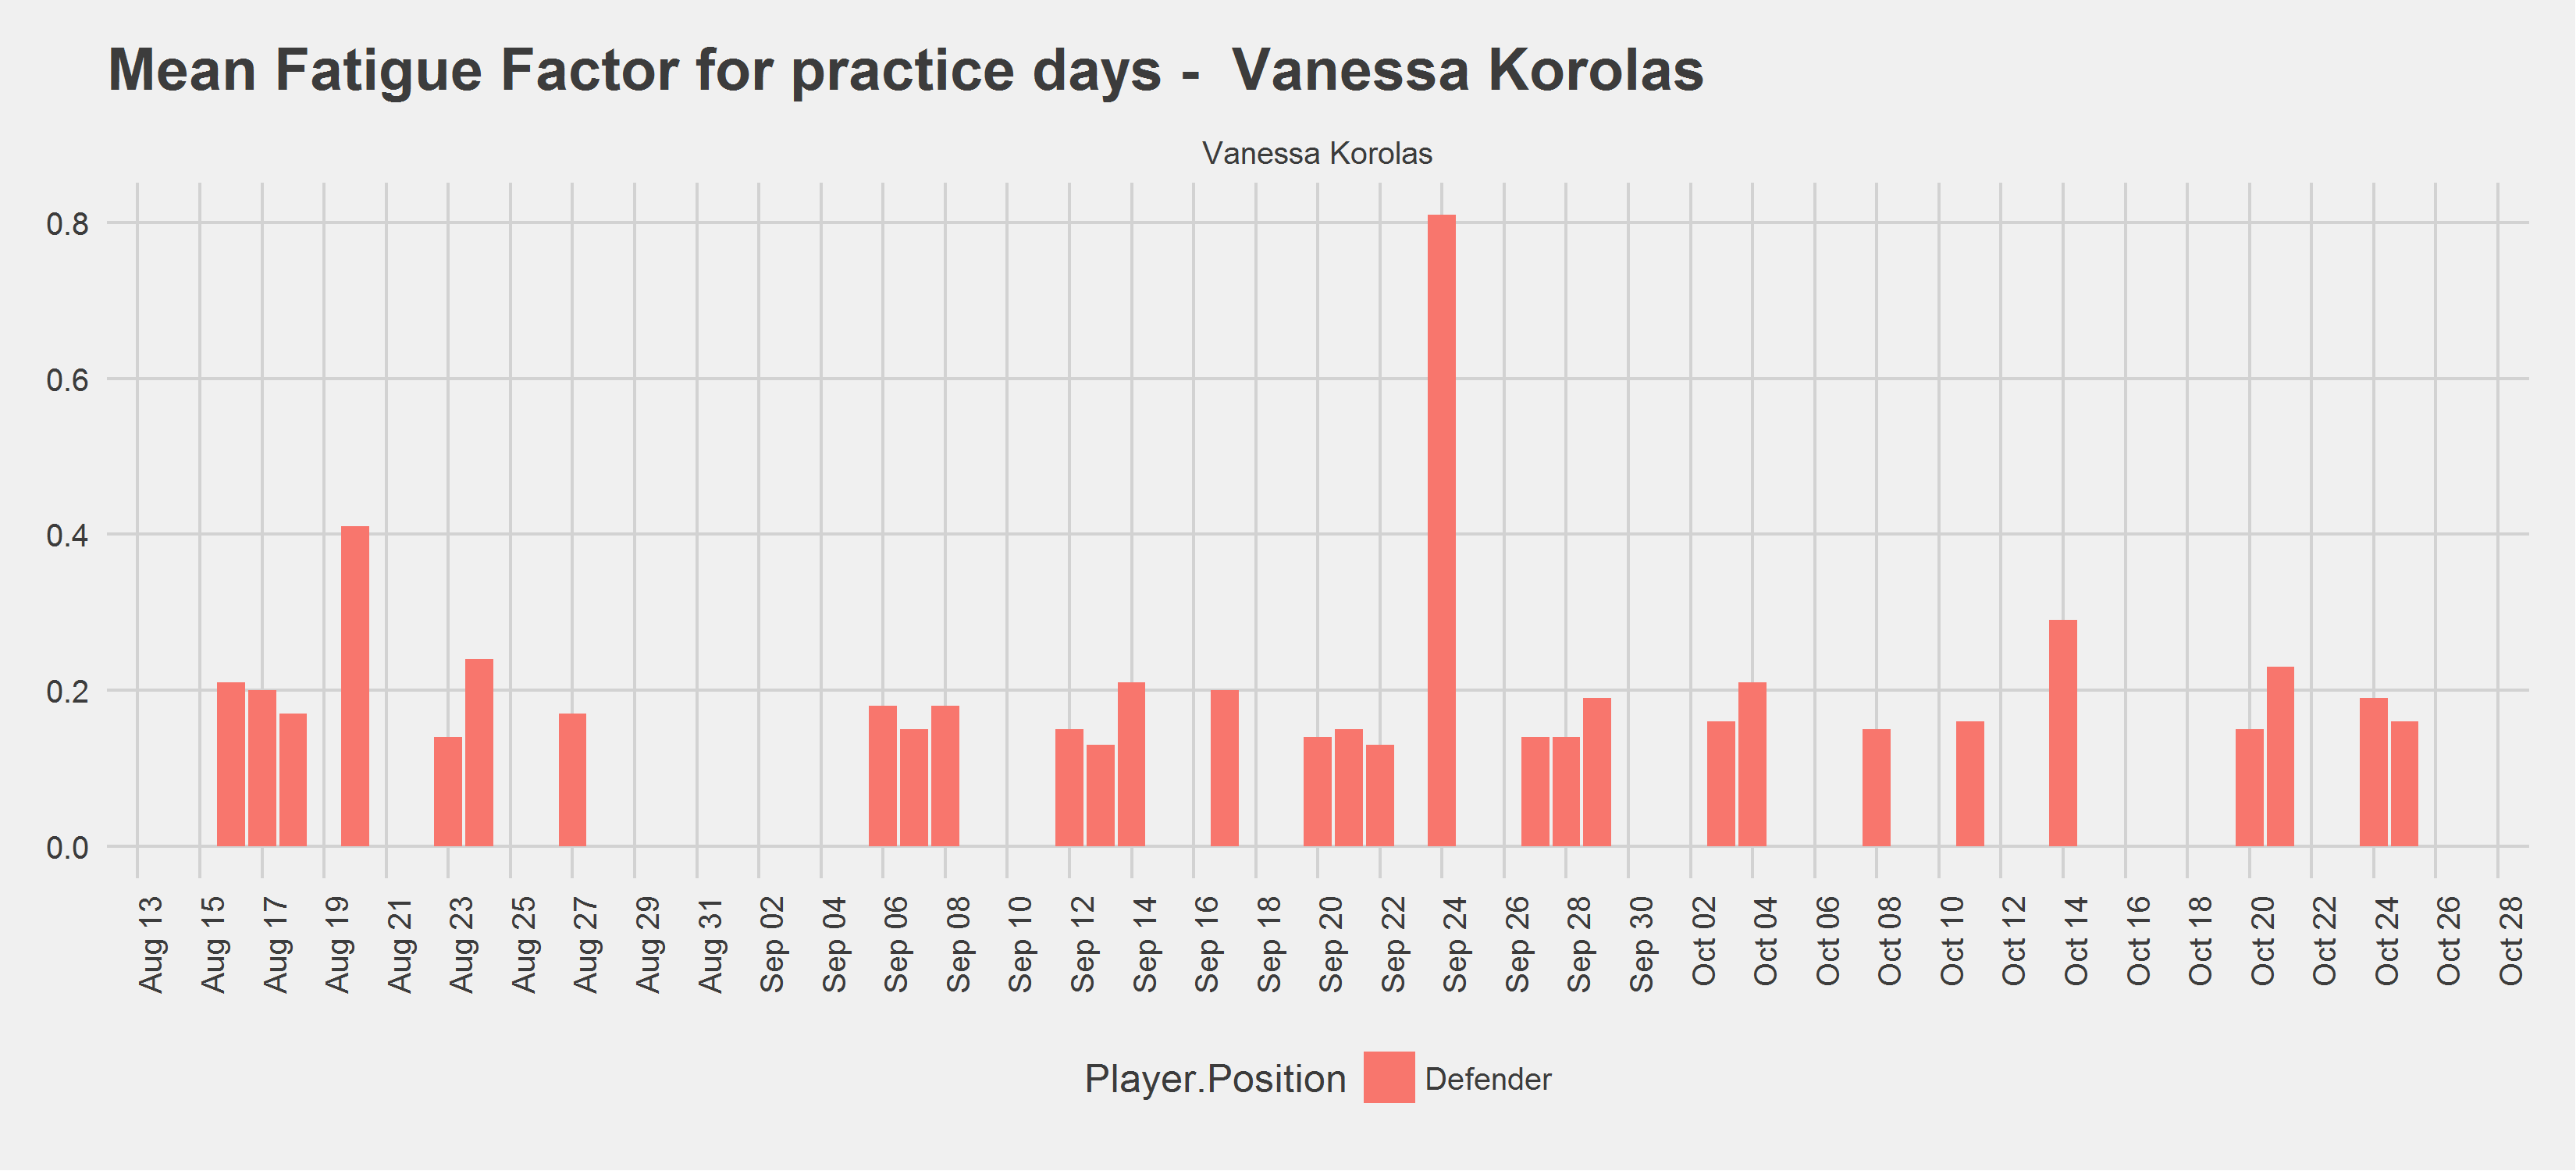 Mean Fatigue Factor for practice days -  Vanessa Korolas
Vanessa Korolas
0.8
0.6
0.4
0.2
0.0
Aug 13
Aug 15
Aug 17
Aug 19
Aug 21
Aug 23
Aug 25
Aug 27
Aug 29
Aug 31
Sep 02
Sep 04
Sep 06
Sep 08
Sep 10
Sep 12
Sep 14
Sep 16
Sep 18
Sep 20
Sep 22
Sep 24
Sep 26
Sep 28
Sep 30
Oct 02
Oct 04
Oct 06
Oct 08
Oct 10
Oct 12
Oct 14
Oct 16
Oct 18
Oct 20
Oct 22
Oct 24
Oct 26
Oct 28
Player.Position Defender